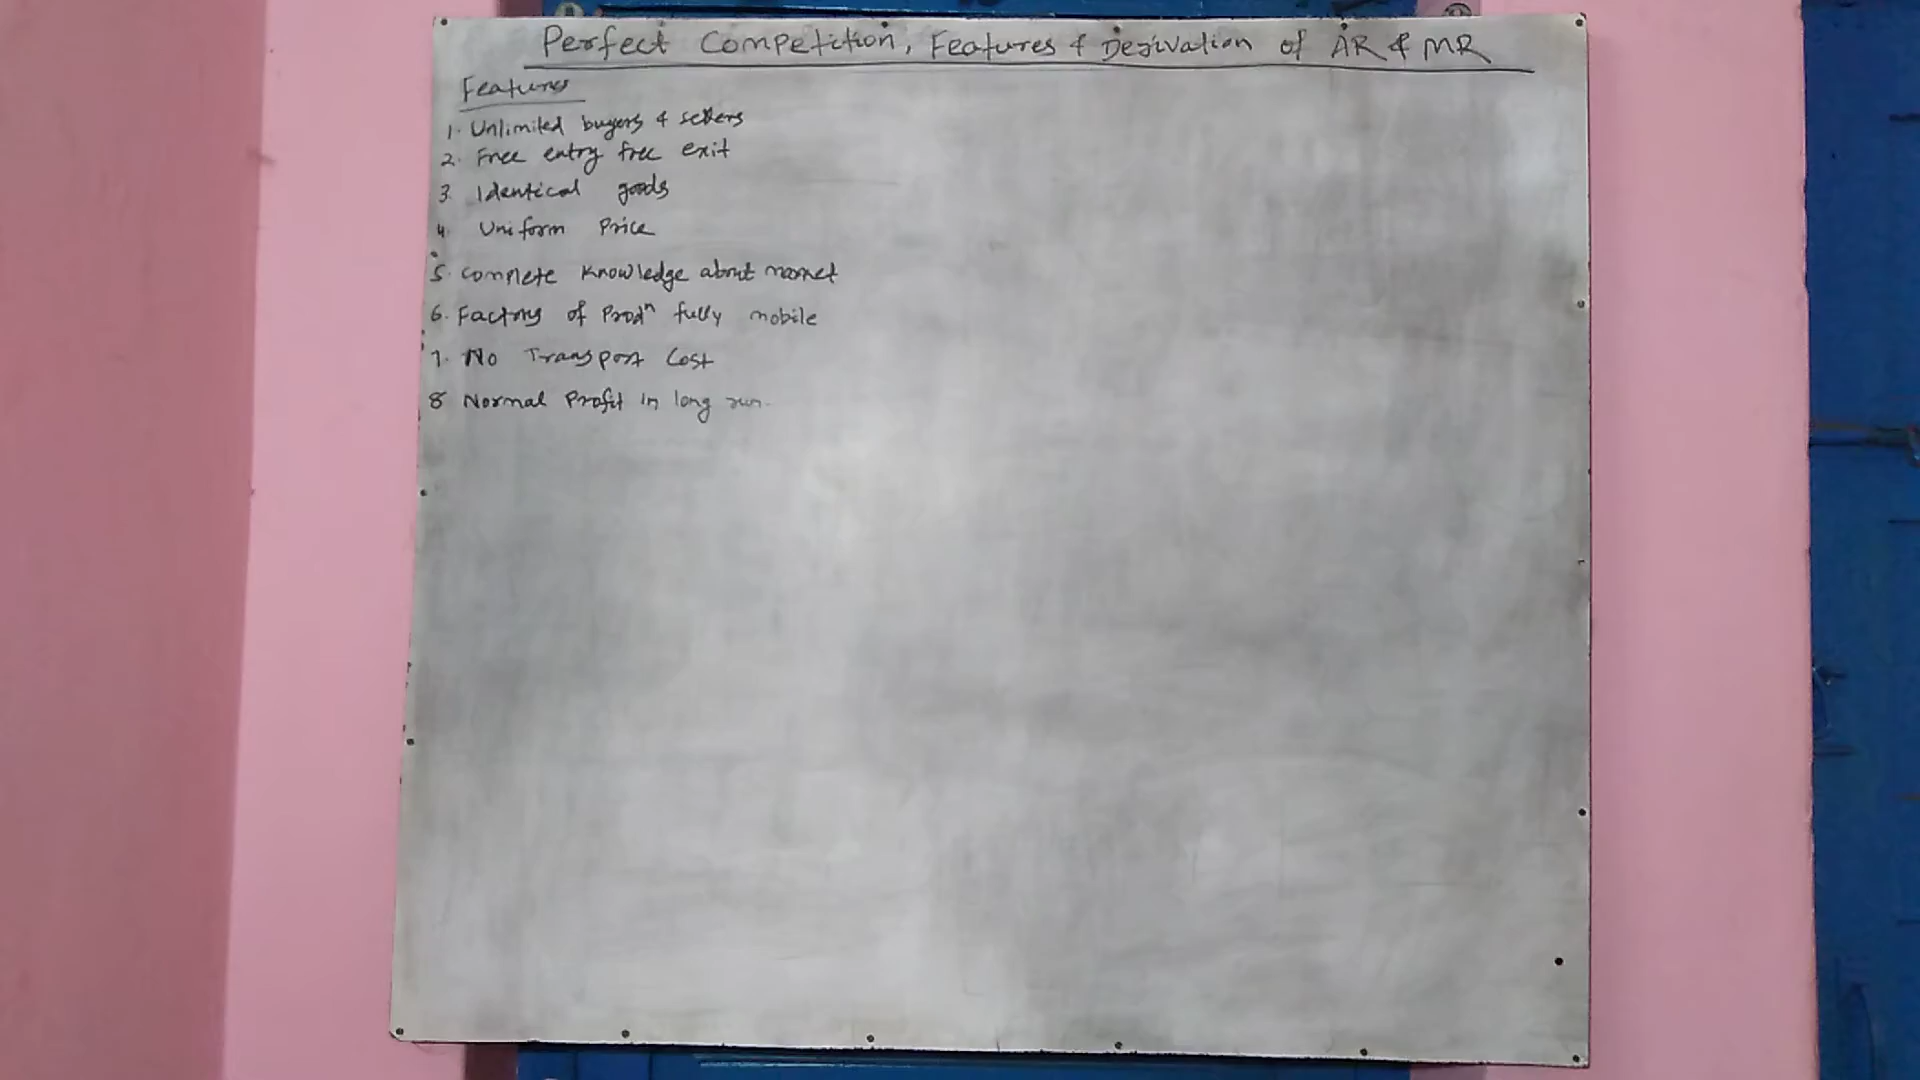 Perfect Competition, Features & Derivation of AR & MR
Features
1. Unlimited buyers & sellers
2. Free entry free exit
3. Identical goods
4. Uniform Price
5. Complete Knowledge about market
6. Factors of Prodⁿ fully mobile
7. No Transport Cost
8 Normal Profit in long run.